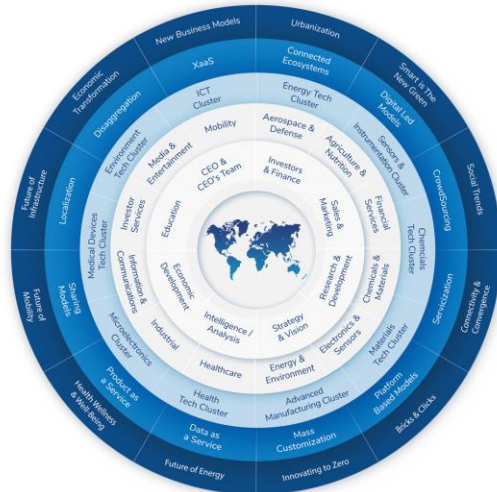 New Business Models
Urbanization
Smart is The
New Green
Social Trends
Connectivity &
Convergence
Bricks & Clicks
Innovating to Zero
Future of Energy
Health Wellness
& Well-Being
Future of
Mobility
Future of
Infrastructure
Economic
Transformation
XaaS
Connected
Ecosystems
Digital Led
Models
CrowdSourcing
Servicization
Platform
Based Models
Mass
Customization
Data as
a Service
Product as
a Service
Sharing
Models
Localization
Disaggregation
ICT
Cluster
Energy Tech
Cluster
Sensors &
Instrumentation Cluster
Chemcials
Tech Cluster
Materials
Tech Cluster
Advanced
Manufacturing Cluster
Health
Tech Cluster
Microelectronics
Cluster
Medical Devices
Tech Cluster
Environment
Tech Cluster
Mobility
Aerospace &
Defense
Agriculture &
Nutrition
Financial
Services
Chemicals &
Materials
Electronics &
Sensors
Energy &
Environment
Healthcare
Industrial
Information &
Communications
Investor
Services
Media &
Entertainment
CEO &
CEO's Team
Investors
& Finance
Sales &
Marketing
Research &
Development
Strategy
& Vision
Intelligence /
Analysis
Economic
Development
Education